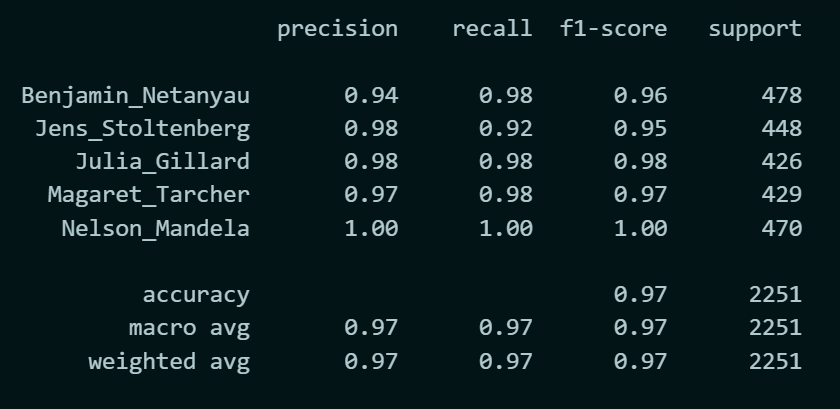 precision recall f1-score support
Benjamin_Netanyau 0.94 0.98 0.96 478
Jens_Stoltenberg 0.98 0.92 0.95 448
Julia_Gillard 0.98 0.98 0.98 426
Magaret_Tarcher 0.97 0.98 0.97 429
Nelson_Mandela 1.00 1.00 1.00 470
accuracy 0.97 2251
macro avg 0.97 0.97 0.97 2251
weighted avg 0.97 0.97 0.97 2251